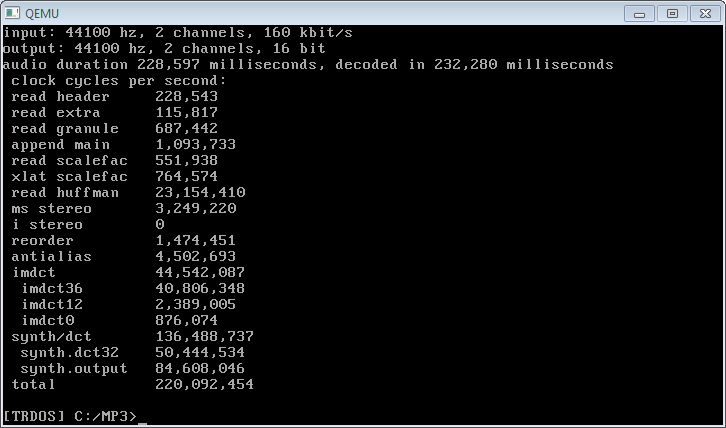 QEMU
input: 44100 hz, 2 channels, 160 kbit/s
output: 44100 hz, 2 channels, 16 bit
audio duration 228,597 milliseconds, decoded in 232,280 milliseconds
clock cycles per second:
read header 228,543
read extra 115,817
read granule 687,442
append main 1,093,733
read scalefac 551,938
xlat scalefac 764,574
read huffman 23,154,410
ms stereo 3,249,220
i stereo 0
reorder 1,474,451
antialias 4,502,693
imdct 44,542,087
imdct36 40,806,348
imdct12 2,389,005
imdct0 876,074
synth/dct 136,488,737
synth.dct32 50,444,534
synth.output 84,608,046
total 220,092,454
[TRDOS] C:/MP3>_